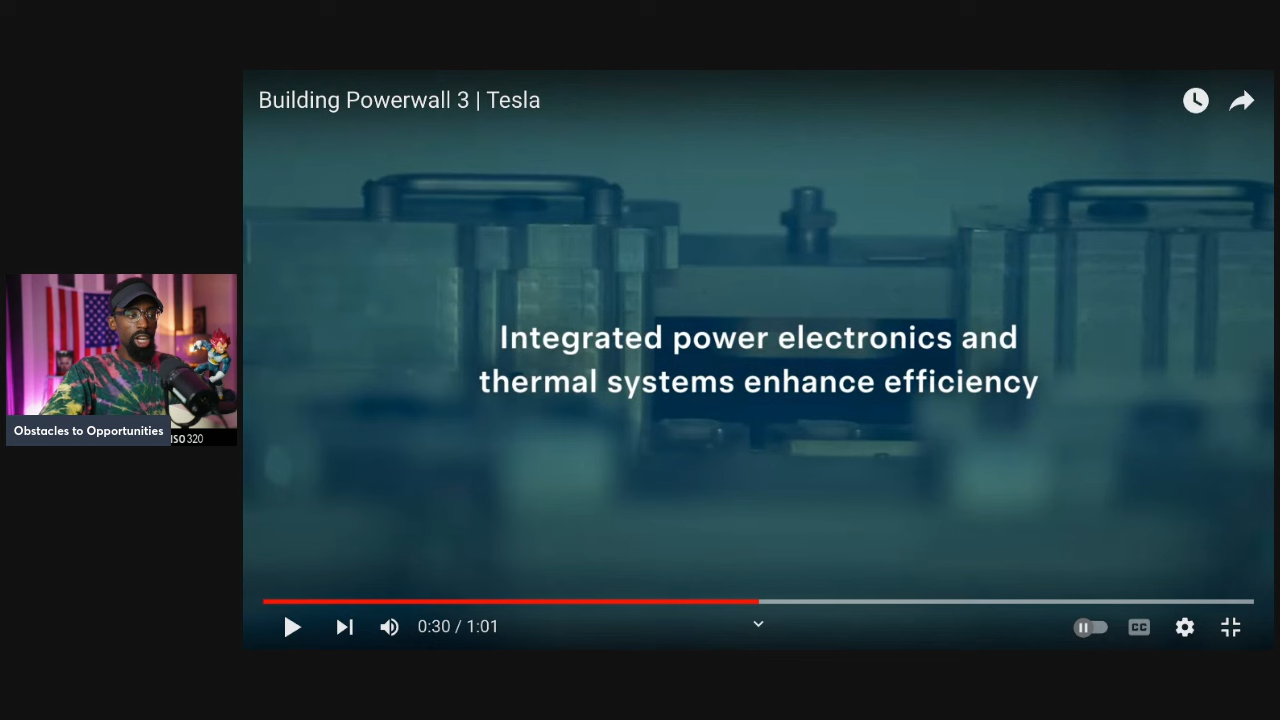 Building Powerwall 3 | Tesla
Integrated power electronics and
thermal systems enhance efficiency
Obstacles to Opportunities
ISO 320
0:30 / 1:01
CC